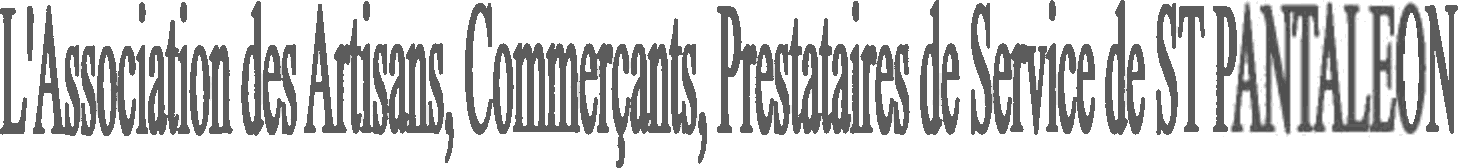 L'Association des Artisans, Commerçants, Prestataires de Service de ST PANTALEON